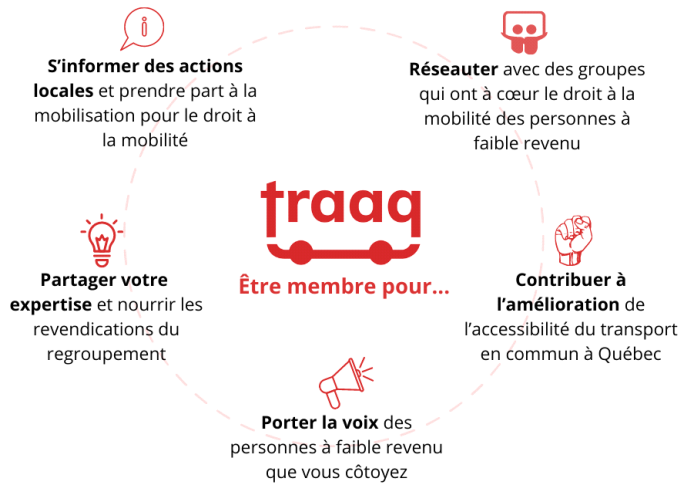 S'informer des actions
locales et prendre part à la
mobilisation pour le droit à
la mobilité
Réseauter avec des groupes
qui ont à cœur le droit à la
mobilité des personnes à
faible revenu
traaq
Être membre pour...
Partager votre
expertise et nourrir les
revendications du
regroupement
Contribuer à
l'amélioration de
l'accessibilité du transport
en commun à Québec
Porter la voix des
personnes à faible revenu
que vous côtoyez